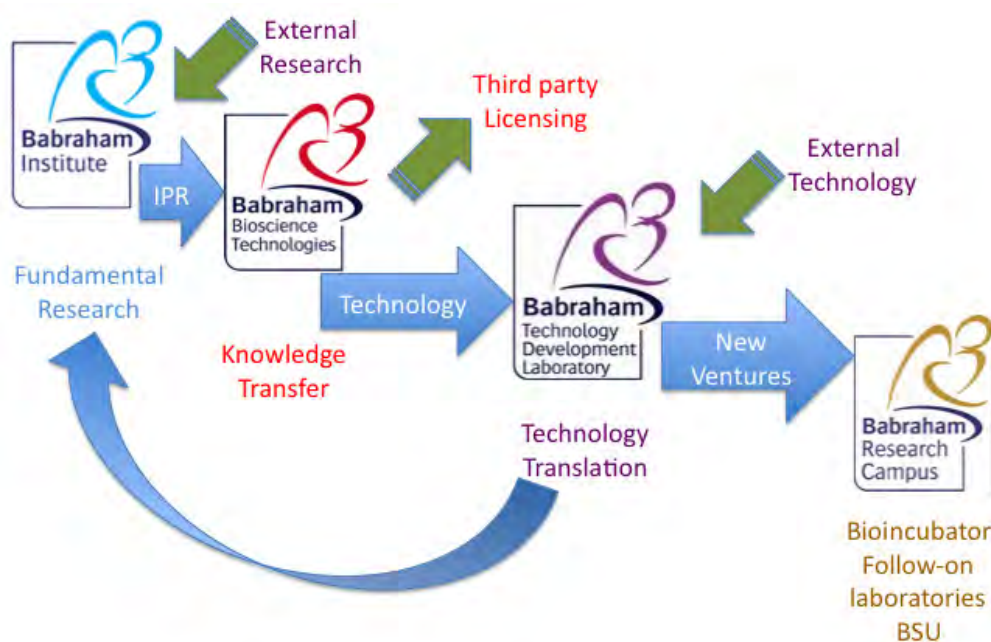 External
Research
Babraham
Institute
IPR
Fundamental
Research
Third party
Licensing
Babraham
Bioscience
Technologies
Technology
Knowledge
Transfer
External
Technology
Babraham
Technology
Development
Laboratory
Technology
Translation
New
Ventures
Babraham
Research
Campus
Bioincubator
Follow-on
laboratories
BSU